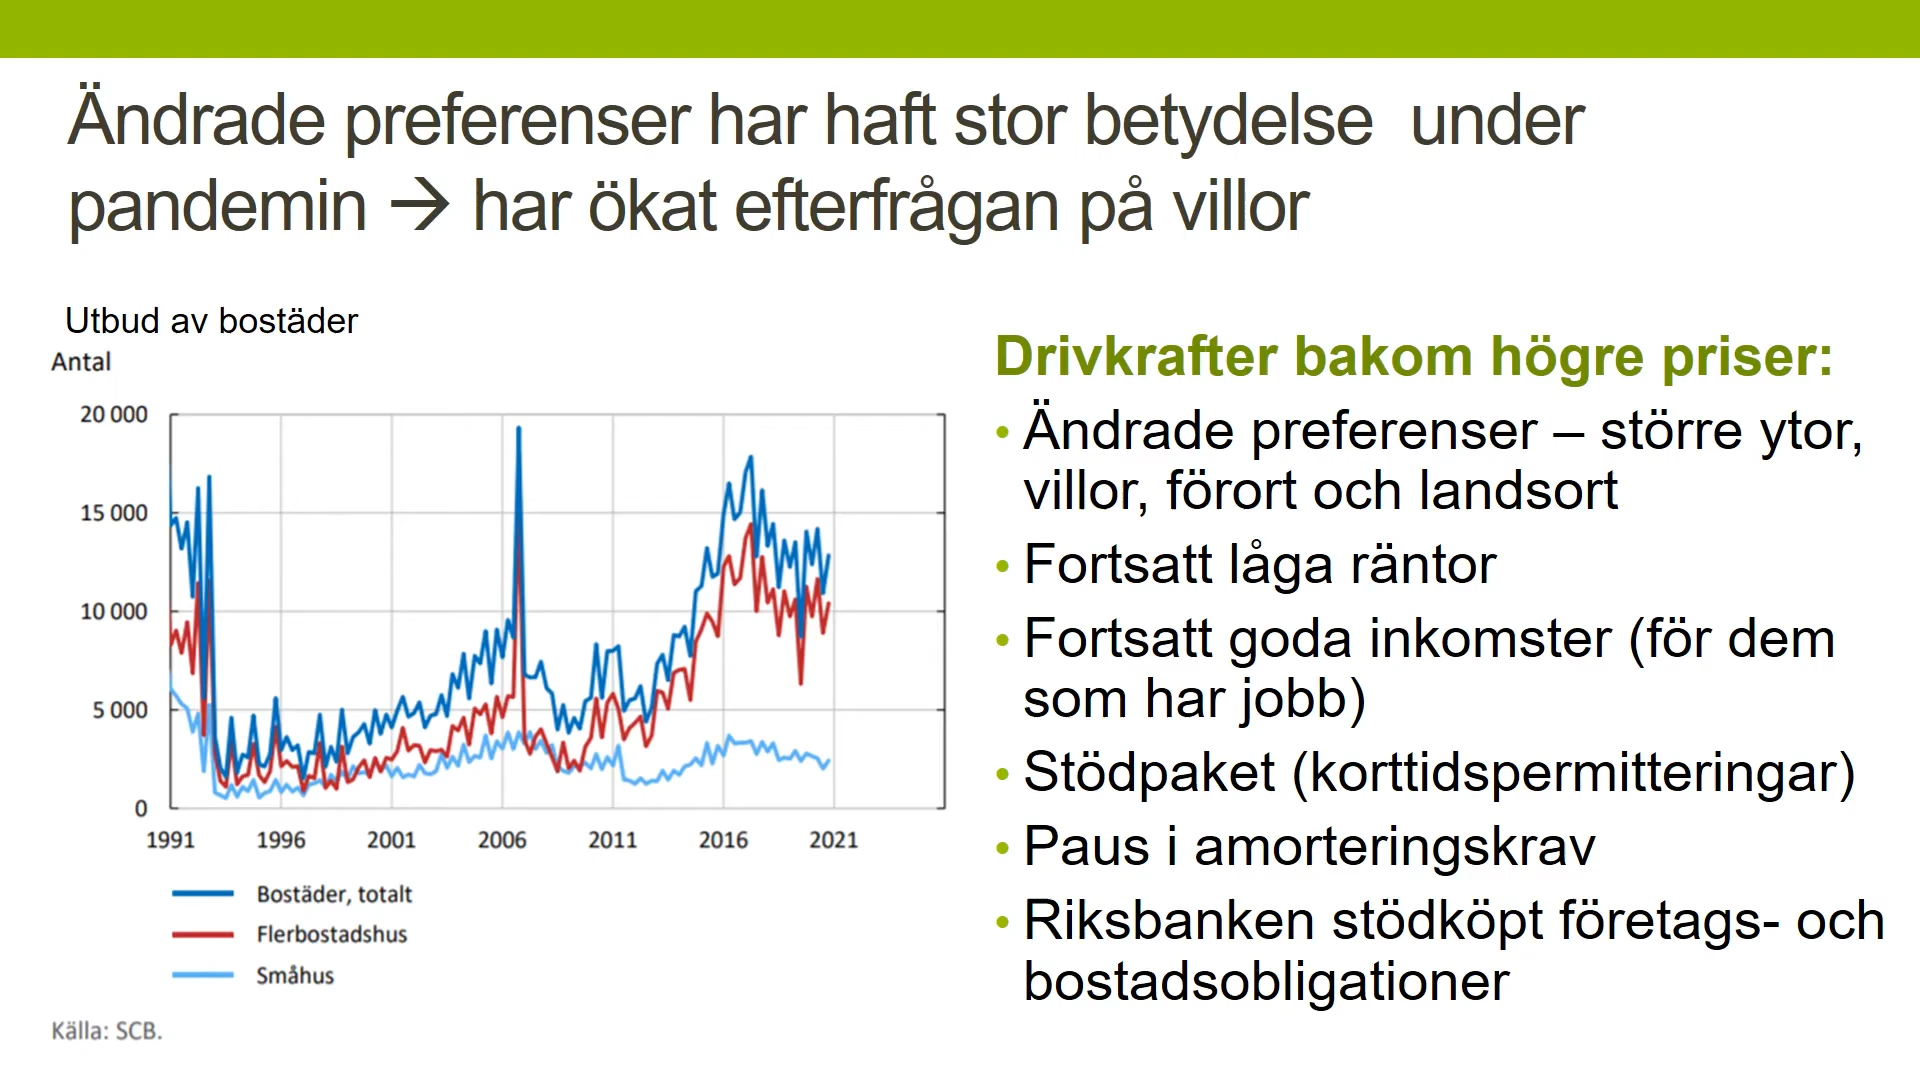 Ändrade preferenser har haft stor betydelse  under
pandemin → har ökat efterfrågan på villor
Utbud av bostäder
Antal
20 000
15 000
10 000
5 000
0
1991 1996 2001 2006 2011 2016 2021
Bostäder, totalt
Flerbostadshus
Småhus
Källa: SCB.
Drivkrafter bakom högre priser:
• Ändrade preferenser – större ytor,
villor, förort och landsort
• Fortsatt låga räntor
• Fortsatt goda inkomster (för dem
som har jobb)
• Stödpaket (korttidspermitteringar)
• Paus i amorteringskrav
• Riksbanken stödköpt företags- och
bostadsobligationer